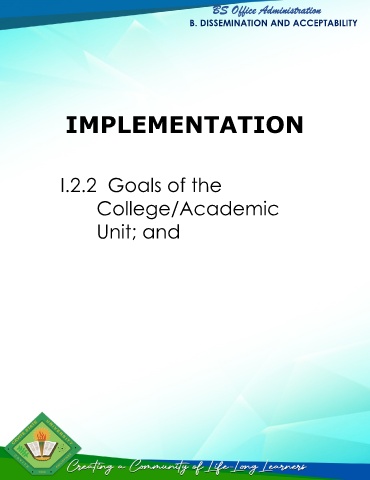 BS Office Administration
B. DISSEMINATION AND ACCEPTABILITY
IMPLEMENTATION
I.2.2 Goals of the
College/Academic
Unit; and
Creating a Community of Life Long Learners